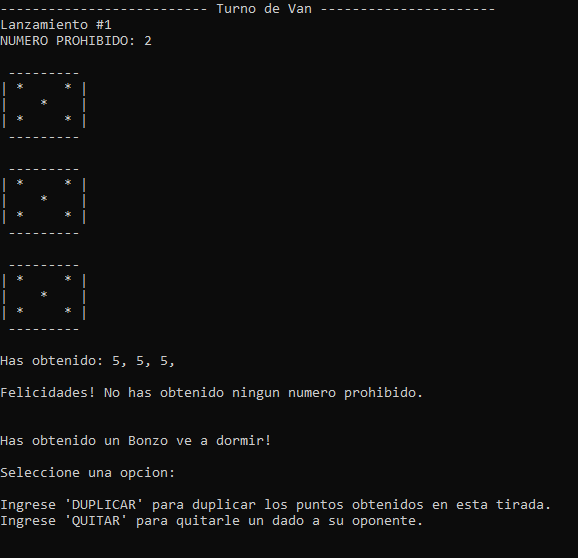 -------------------------- Turno de Van ----------------------
Lanzamiento #1
NUMERO PROHIBIDO: 2
 ---------
| *     * |
|    *    |
| *     * |
 ---------
 ---------
| *     * |
|    *    |
| *     * |
 ---------
 ---------
| *     * |
|    *    |
| *     * |
 ---------
Has obtenido: 5, 5, 5,
Felicidades! No has obtenido ningun numero prohibido.
Has obtenido un Bonzo ve a dormir!
Seleccione una opcion:
Ingrese 'DUPLICAR' para duplicar los puntos obtenidos en esta tirada.
Ingrese 'QUITAR' para quitarle un dado a su oponente.